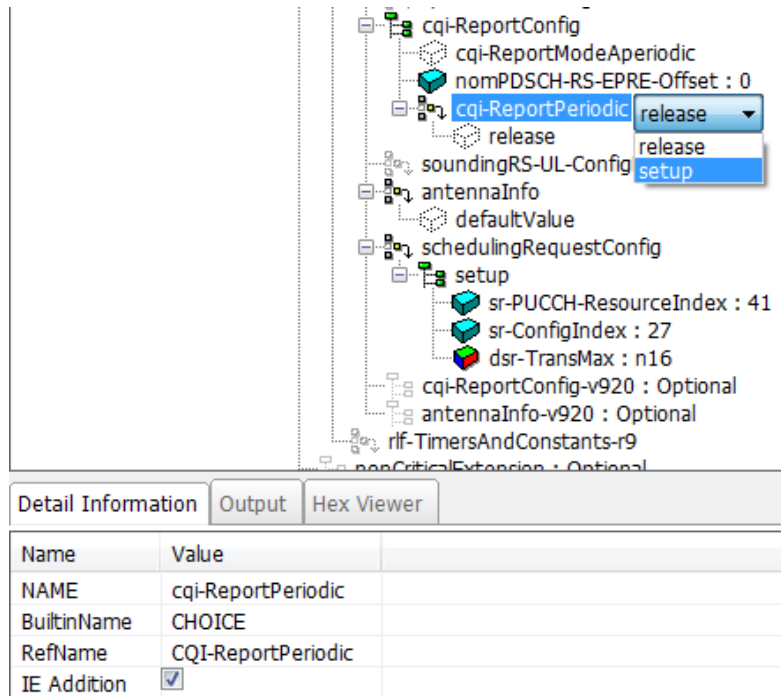 cqi-ReportConfig
cqi-ReportModeAperiodic
nomPDSCH-RS-EPRE-Offset : 0
cqi-ReportPeriodic release
release
release
setup
soundingRS-UL-Config
antennaInfo
defaultValue
schedulingRequestConfig
setup
sr-PUCCH-ResourceIndex : 41
sr-ConfigIndex : 27
dsr-TransMax : n16
cqi-ReportConfig-v920 : Optional
antennaInfo-v920 : Optional
rlf-TimersAndConstants-r9
nonCriticalExtension : Optional
Detail Information Output Hex Viewer
Name Value
NAME cqi-ReportPeriodic
BuiltinName CHOICE
RefName CQI-ReportPeriodic
IE Addition